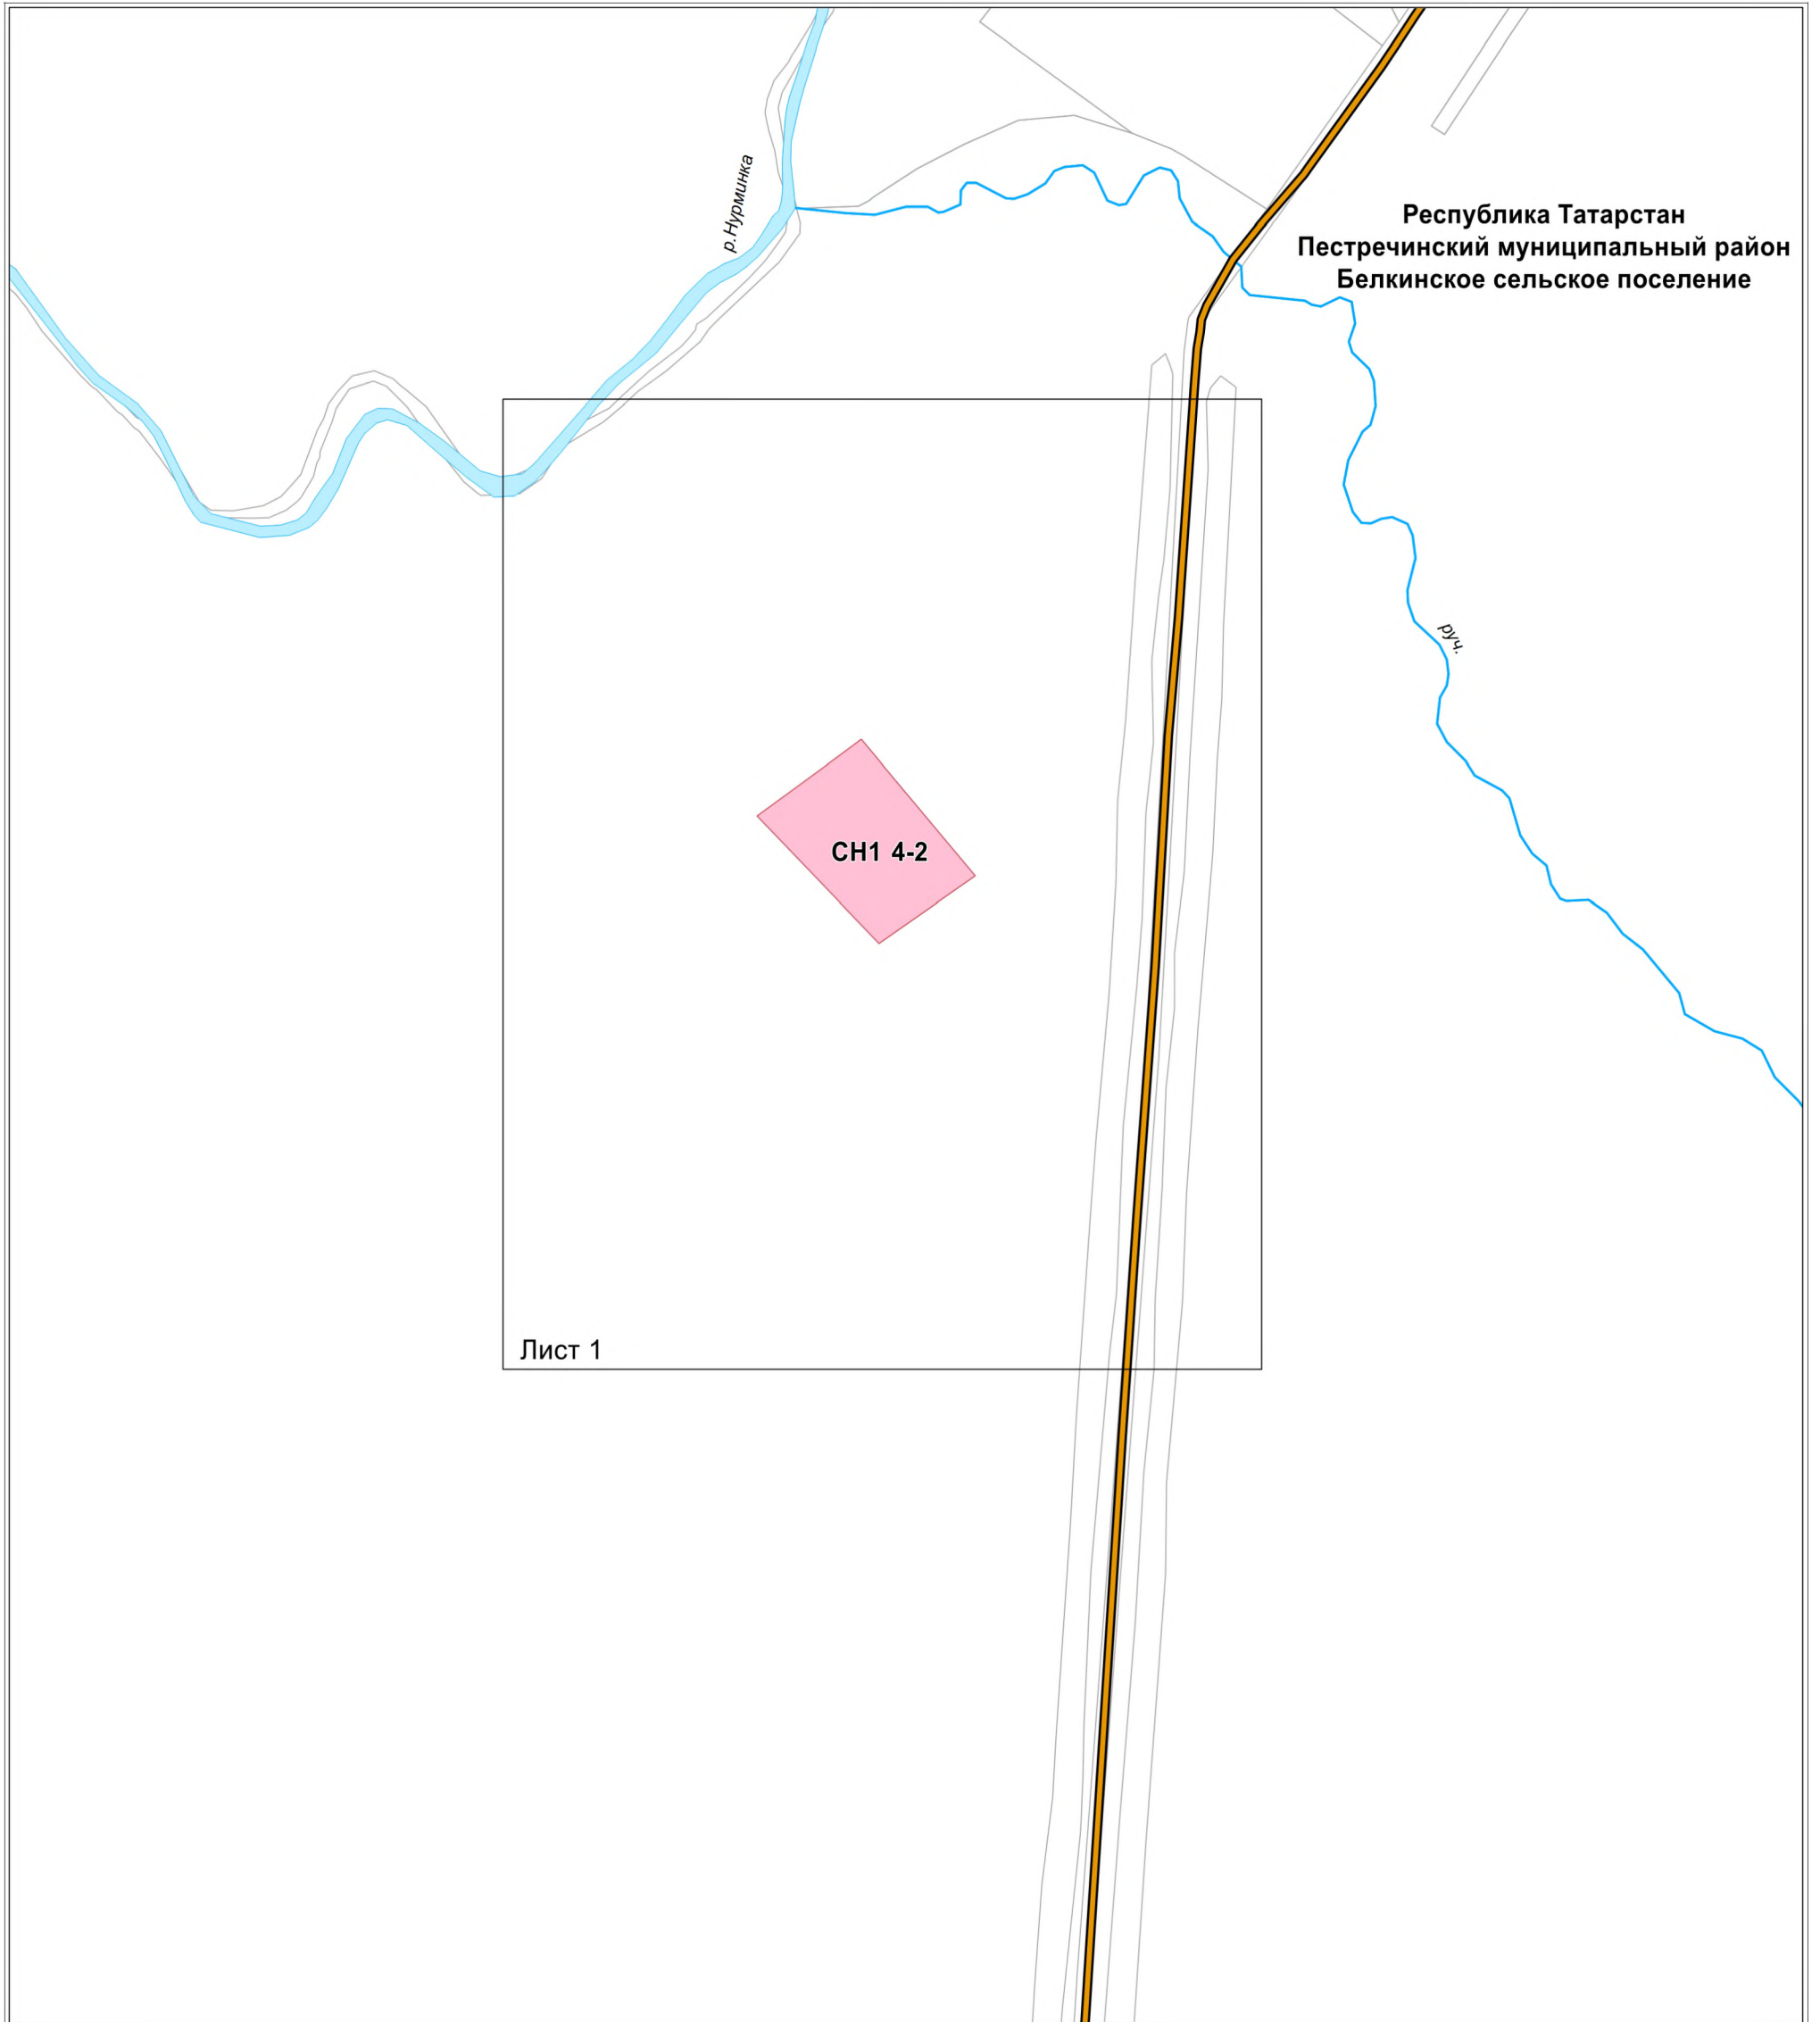 р.Нурминка
Республика Татарстан
Пестречинский муниципальный район
Белкинское сельское поселение
руч.
СН1 4-2
Лист 1